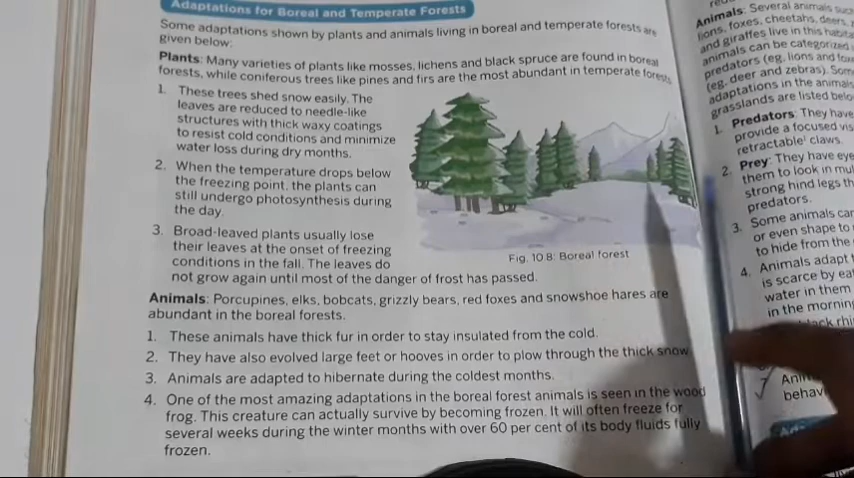 Adaptations for Boreal and Temperate Forests
Some adaptations shown by plants and animals living in boreal and temperate forests are
given below:
Plants: Many varieties of plants like mosses, lichens and black spruce are found in boreal
forests, while coniferous trees like pines and firs are the most abundant in temperate forests.
1. These trees shed snow easily. The
leaves are reduced to needle-like
structures with thick waxy coatings
to resist cold conditions and minimize
water loss during dry months.
2. When the temperature drops below
the freezing point, the plants can
still undergo photosynthesis during
the day.
3. Broad-leaved plants usually lose
their leaves at the onset of freezing
conditions in the fall. The leaves do
not grow again until most of the danger of frost has passed.
Fig. 10.8: Boreal forest
Animals: Porcupines, elks, bobcats, grizzly bears, red foxes and snowshoe hares are
abundant in the boreal forests.
1. These animals have thick fur in order to stay insulated from the cold.
2. They have also evolved large feet or hooves in order to plow through the thick snow
3. Animals are adapted to hibernate during the coldest months.
4. One of the most amazing adaptations in the boreal forest animals is seen in the wood
frog. This creature can actually survive by becoming frozen. It will often freeze for
several weeks during the winter months with over 60 per cent of its body fluids fully
frozen.
Animals: Several animals such
lions, foxes, cheetahs, deers,
and giraffes live in this
animals can be categorized
predators (eg, lions and
(eg. deer and zebras). Som
adaptations in the animals
grasslands are listed belo
1. Predators: They have
provide a focused vis
retractable¹ claws.
2. Prey: They have eye
them to look in mul
strong hind legs th
predators.
3. Some animals can
or even shape to
to hide from the
4. Animals adapt
is scarce by ea
water in them
in the morning
behav